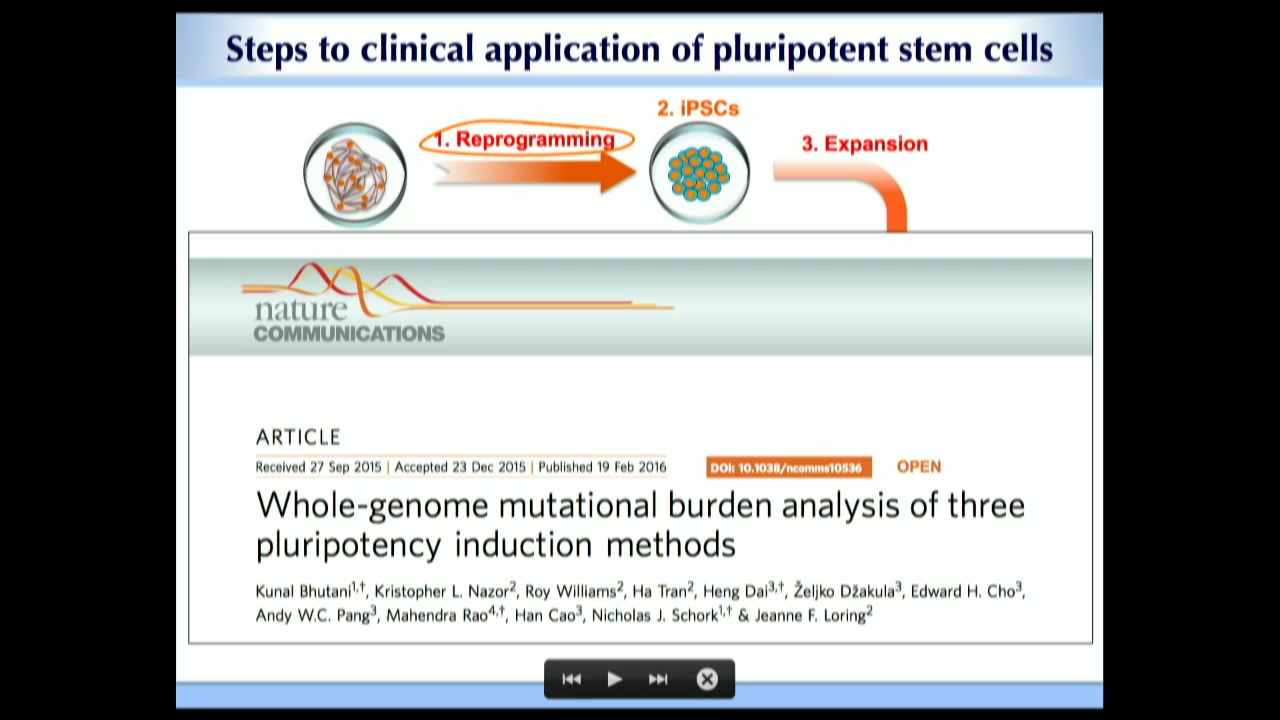 Steps to clinical application of pluripotent stem cells
2. iPSCs
1. Reprogramming
3. Expansion
nature
COMMUNICATIONS
ARTICLE
Received 27 Sep 2015 | Accepted 23 Dec 2015 | Published 19 Feb 2016
DOI: 10.1038/ncomms10536
OPEN
Whole-genome mutational burden analysis of three
pluripotency induction methods
Kunal Bhutani1,†, Kristopher L. Nazor2, Roy Williams2, Ha Tran2, Heng Dai3,†, Željko Džakula3, Edward H. Cho3,
Andy W.C. Pang3, Mahendra Rao4,†, Han Cao3, Nicholas J. Schork1,† & Jeanne F. Loring2